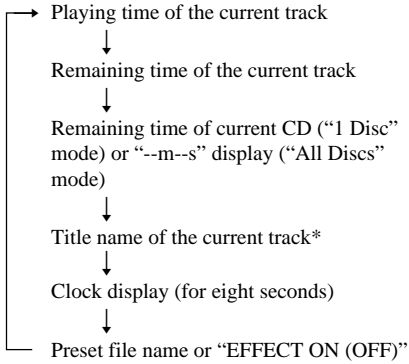 Playing time of the current track
Remaining time of the current track
Remaining time of current CD (“1 Disc”
mode) or “--m--s” display (“All Discs”
mode)
Title name of the current track*
Clock display (for eight seconds)
Preset file name or “EFFECT ON (OFF)”